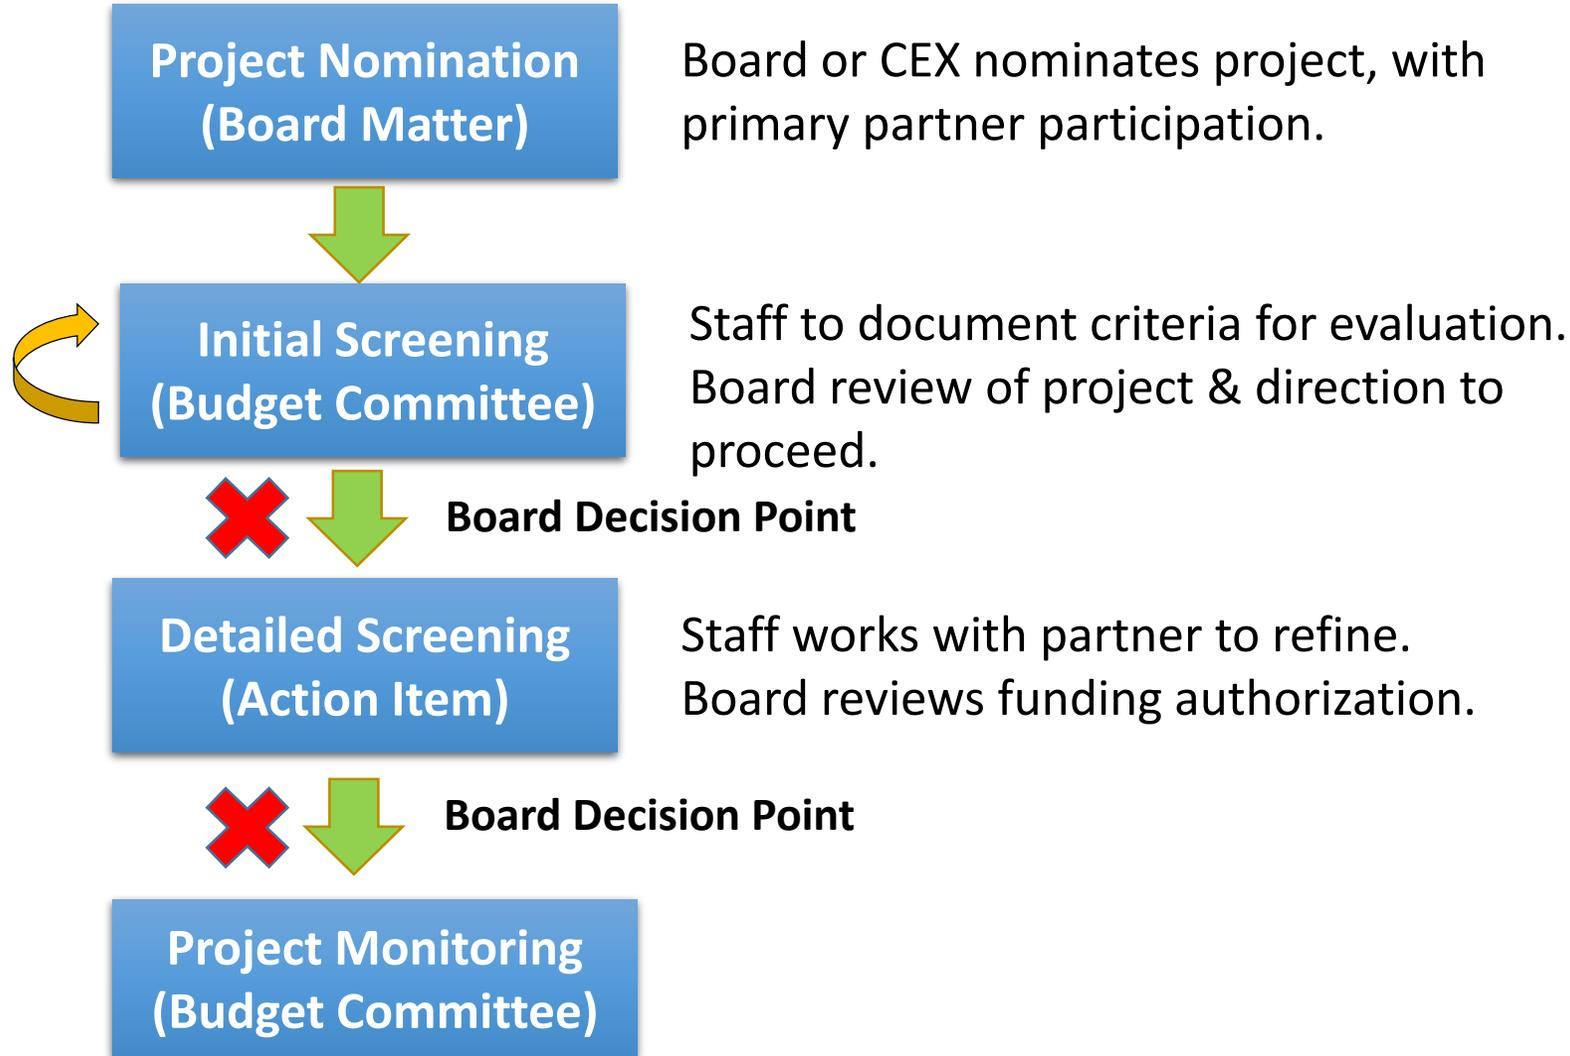 Project Nomination
(Board Matter)
Board or CEX nominates project, with
primary partner participation.
Initial Screening
(Budget Committee)
Staff to document criteria for evaluation.
Board review of project & direction to
proceed.
Board Decision Point
Detailed Screening
(Action Item)
Staff works with partner to refine.
Board reviews funding authorization.
Board Decision Point
Project Monitoring
(Budget Committee)